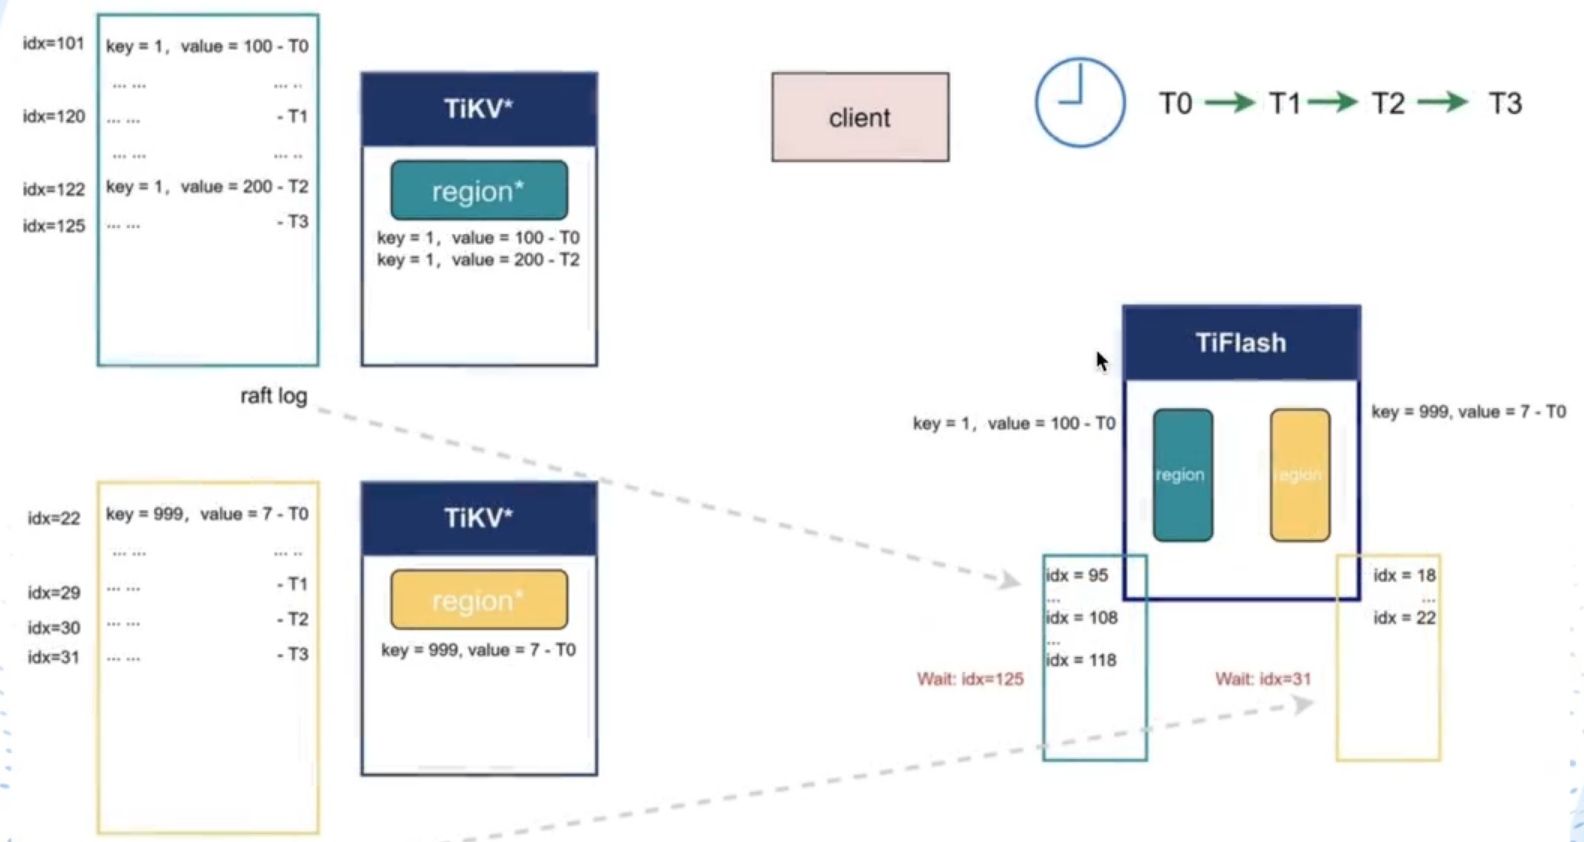 idx=101
key = 1, value = 100 - T0
... ...
... ..
idx=120
... ...
- T1
... ...
... ..
idx=122
key = 1, value = 200 - T2
idx=125
... ...
- T3
raft log
TiKV*
region*
key = 1, value = 100 - T0
key = 1, value = 200 - T2
client
T0
T1
T2
T3
idx=22
key = 999, value = 7 - T0
... ...
... ..
idx=29
... ...
- T1
idx=30
... ...
- T2
idx=31
... ...
- T3
TiKV*
region*
key = 999, value = 7 - T0
TiFlash
key = 1, value = 100 - T0
region
region
key = 999, value = 7 - T0
idx = 95
...
idx = 108
...
idx = 118
Wait: idx=125
idx = 18
...
idx = 22
Wait: idx=31